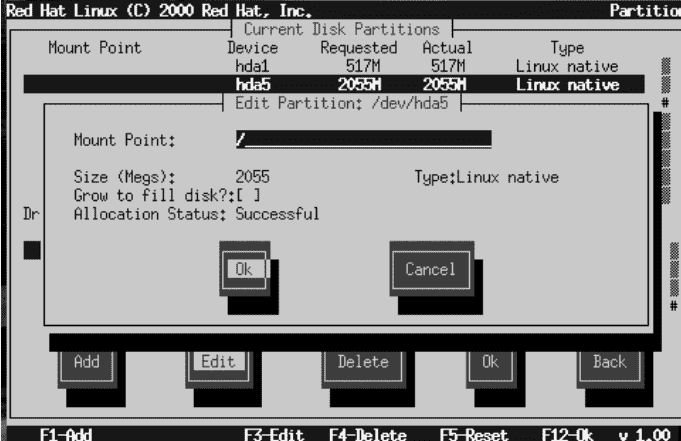 Red Hat Linux (C) 2000 Red Hat, Inc. Partitio
Current Disk Partitions
Mount Point Device Requested Actual Type
hda1 517M 517M Linux native
hda5 2055M 2055M Linux native
#
Edit Partition: /dev/hda5
Mount Point: /
Size (Megs): 2055 Type:Linux native
Grow to fill disk?:[ ]
Dr Allocation Status: Successful
Ok Cancel
#
Add Edit Delete Ok Back
F1-Add F3-Edit F4-Delete F5-Reset F12-Ok v 1.00